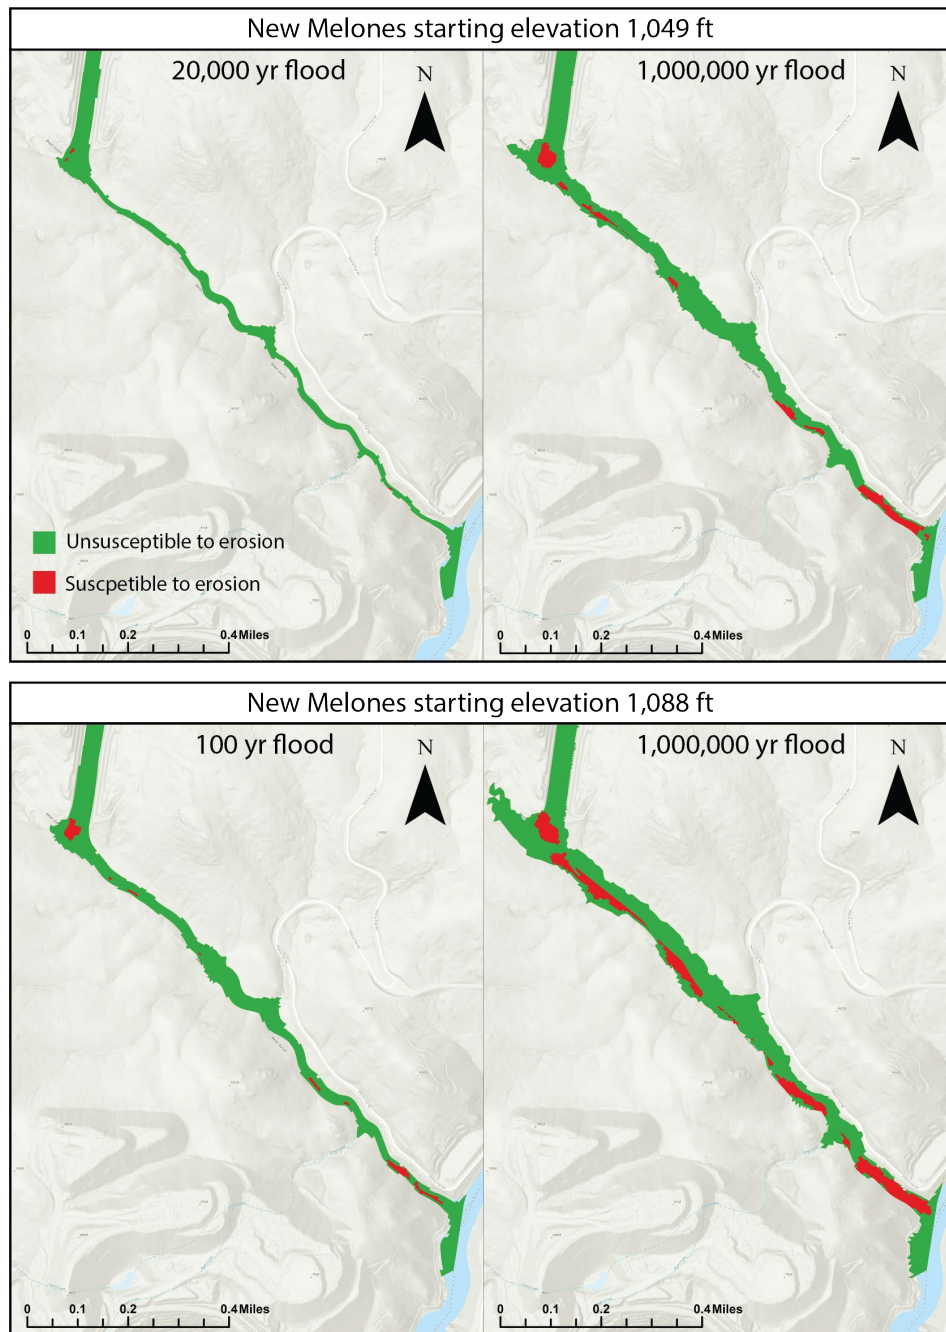 New Melones starting elevation 1,049 ft
20,000 yr flood
N
1,000,000 yr flood
N
Unsusceptible to erosion
Suscpetible to erosion
0 0.1 0.2 0.4 Miles
0 0.1 0.2 0.4 Miles
New Melones starting elevation 1,088 ft
100 yr flood
N
1,000,000 yr flood
N
0 0.1 0.2 0.4 Miles
0 0.1 0.2 0.4 Miles